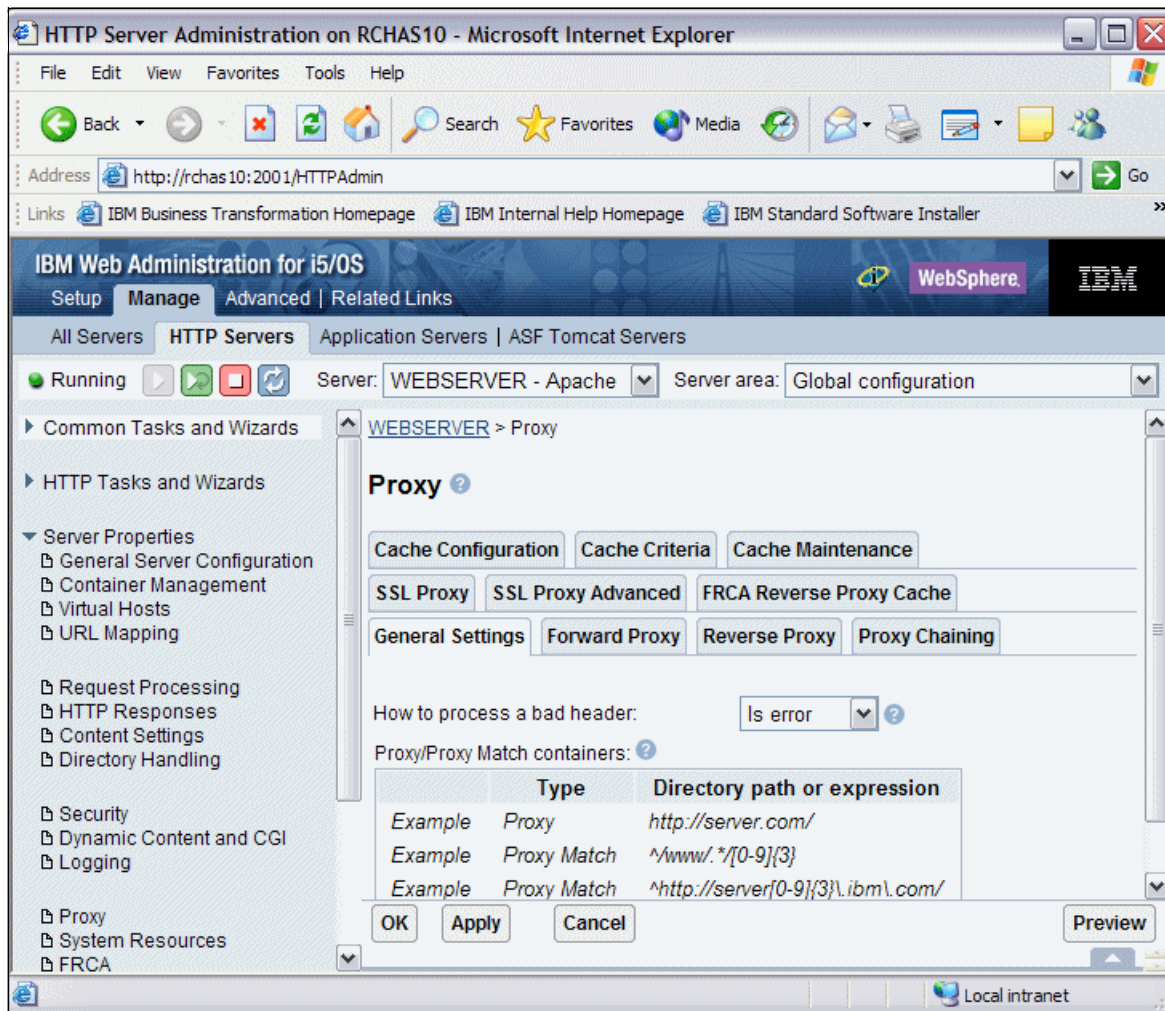 HTTP Server Administration on RCHAS10 - Microsoft Internet Explorer
File Edit View Favorites Tools Help
Back Search Favorites Media
Address http://rchas10:2001/HTTPAdmin Go
Links IBM Business Transformation Homepage IBM Internal Help Homepage IBM Standard Software Installer »
IBM Web Administration for i5/OS
WebSphere. IBM
Setup Manage Advanced | Related Links
All Servers HTTP Servers Application Servers | ASF Tomcat Servers
Running Server: WEBSERVER - Apache Server area: Global configuration
Common Tasks and Wizards
HTTP Tasks and Wizards
Server Properties
General Server Configuration
Container Management
Virtual Hosts
URL Mapping
Request Processing
HTTP Responses
Content Settings
Directory Handling
Security
Dynamic Content and CGI
Logging
Proxy
System Resources
FRCA
WEBSERVER > Proxy
Proxy ?
Cache Configuration Cache Criteria Cache Maintenance
SSL Proxy SSL Proxy Advanced FRCA Reverse Proxy Cache
General Settings Forward Proxy Reverse Proxy Proxy Chaining
How to process a bad header: Is error ?
Proxy/Proxy Match containers: ?
Type Directory path or expression
Example Proxy http://server.com/
Example Proxy Match ^/www/.*/[0-9]{3}
Example Proxy Match ^http://server[0-9]{3}\.ibm\.com/
OK Apply Cancel Preview
Local intranet